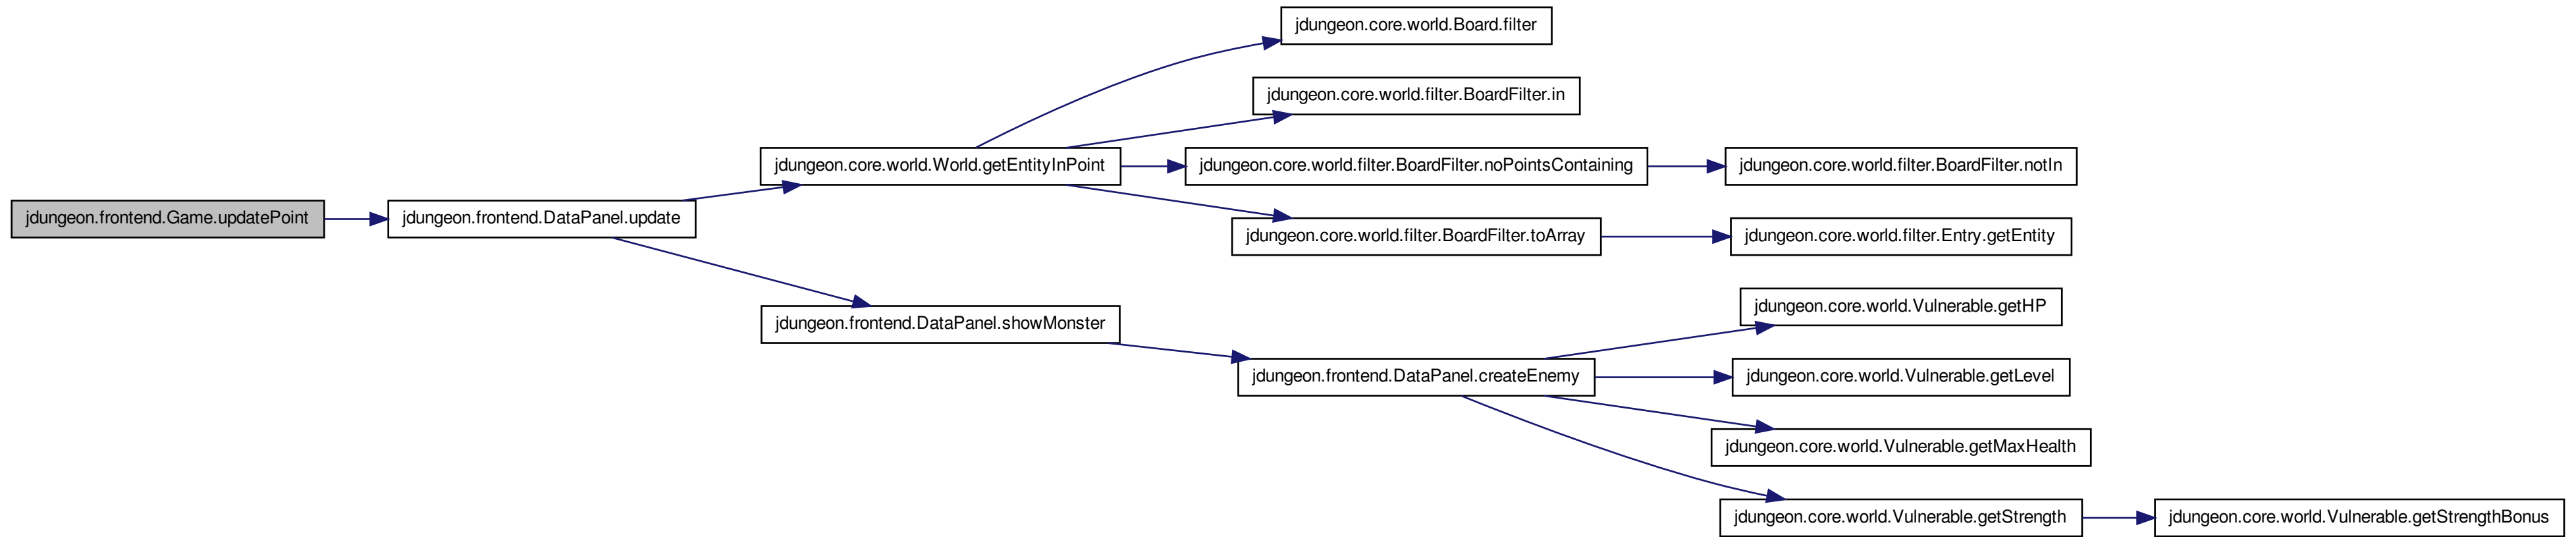 jdungeon.core.world.Board.filter
jdungeon.core.world.filter.BoardFilter.in
jdungeon.core.world.World.getEntityInPoint
jdungeon.core.world.filter.BoardFilter.noPointsContaining
jdungeon.core.world.filter.BoardFilter.notIn
jdungeon.frontend.Game.updatePoint
jdungeon.frontend.DataPanel.update
jdungeon.core.world.filter.BoardFilter.toArray
jdungeon.core.world.filter.Entry.getEntity
jdungeon.core.world.Vulnerable.getHP
jdungeon.frontend.DataPanel.showMonster
jdungeon.frontend.DataPanel.createEnemy
jdungeon.core.world.Vulnerable.getLevel
jdungeon.core.world.Vulnerable.getMaxHealth
jdungeon.core.world.Vulnerable.getStrength
jdungeon.core.world.Vulnerable.getStrengthBonus